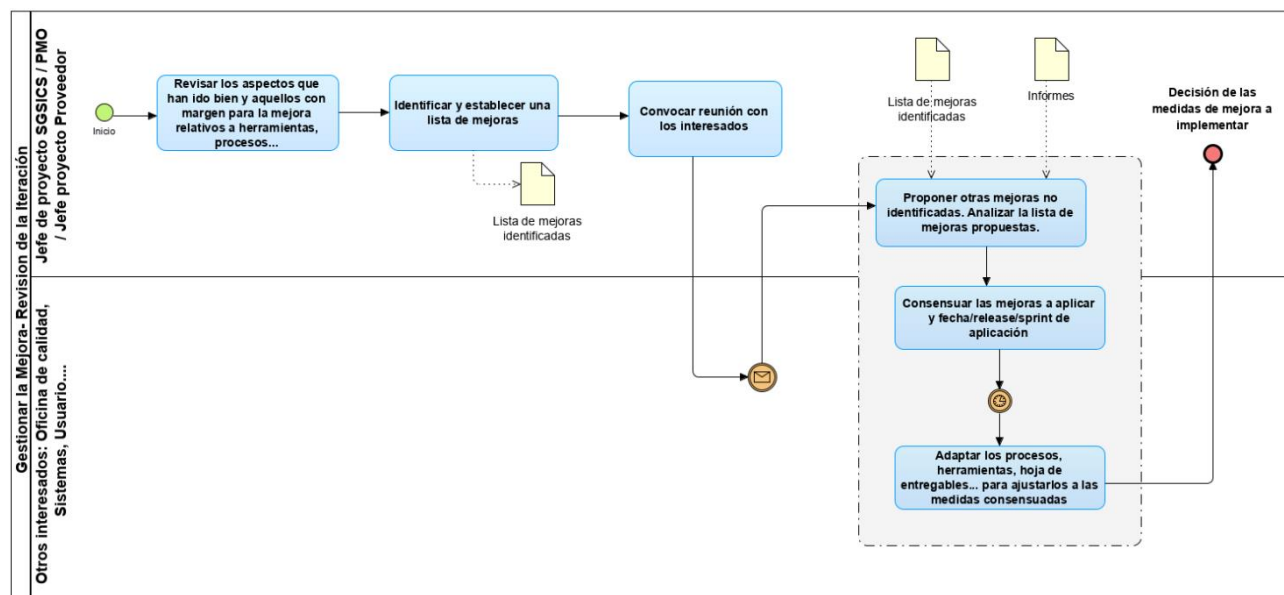 Gestionar la Mejora- Revision de la Iteración
Jefe de proyecto SGSICS / PMO
/ Jefe proyecto Proveedor
Inicio
Revisar los aspectos que
han ido bien y aquellos con
margen para la mejora
relativos a herramientas,
procesos...
Identificar y establecer una
lista de mejoras
Lista de mejoras
identificadas
Convocar reunión con
los interesados
Lista de mejoras
identificadas
Informes
Decisión de las
medidas de mejora a
implementar
Proponer otras mejoras no
identificadas. Analizar la lista de
mejoras propuestas.
Otros interesados: Oficina de calidad,
Sistemas, Usuario....
Consensuar las mejoras a aplicar
y fecha/release/sprint de
aplicación
Adaptar los procesos,
herramientas, hoja de
entregables... para ajustarlos a las
medidas consensuadas